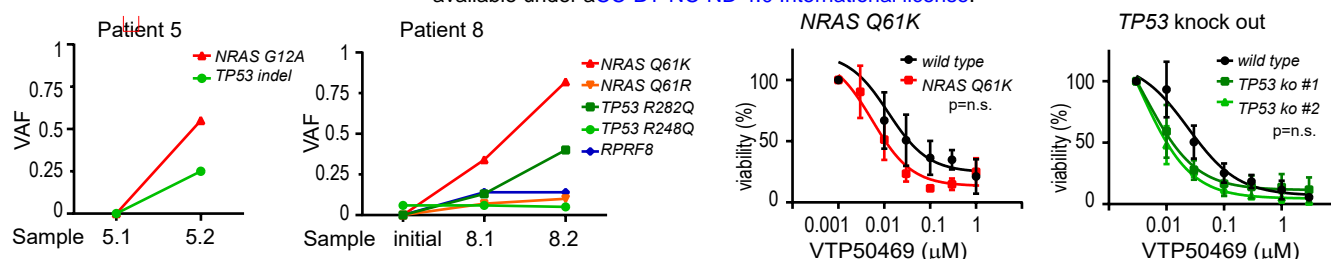 available under aCC-BY-NC-ND 4.0 International license.
Patient 5
1
0.75
0.5
0.25
0
VAF
NRAS G12A
TP53 indel
Sample 5.1 5.2
Patient 8
1
0.75
0.5
0.25
0
VAF
NRAS Q61K
NRAS Q61R
TP53 R282Q
TP53 R248Q
RPRF8
Sample initial 8.1 8.2
NRAS Q61K
100
50
0
viability (%)
wild type
NRAS Q61K
p=n.s.
0.001 0.01 0.1 1
VTP50469 (μM)
TP53 knock out
100
50
0
viability (%)
wild type
TP53 ko #1
TP53 ko #2
p=n.s.
0.01 0.1 1
VTP50469 (μM)